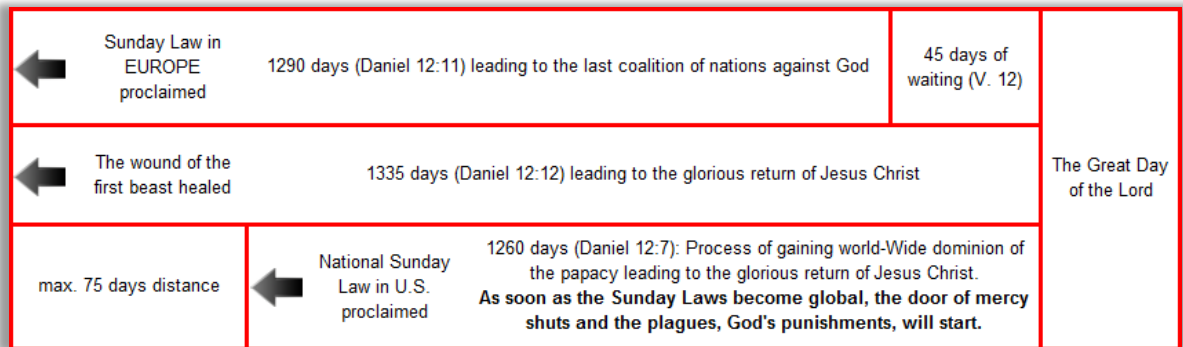 Sunday Law in
EUROPE
proclaimed
1290 days (Daniel 12:11) leading to the last coalition of nations against God
45 days of
waiting (V. 12)
The wound of the
first beast healed
1335 days (Daniel 12:12) leading to the glorious return of Jesus Christ
The Great Day
of the Lord
max. 75 days distance
National Sunday
Law in U.S.
proclaimed
1260 days (Daniel 12:7): Process of gaining world-Wide dominion of
the papacy leading to the glorious return of Jesus Christ.
As soon as the Sunday Laws become global, the door of mercy
shuts and the plagues, God's punishments, will start.